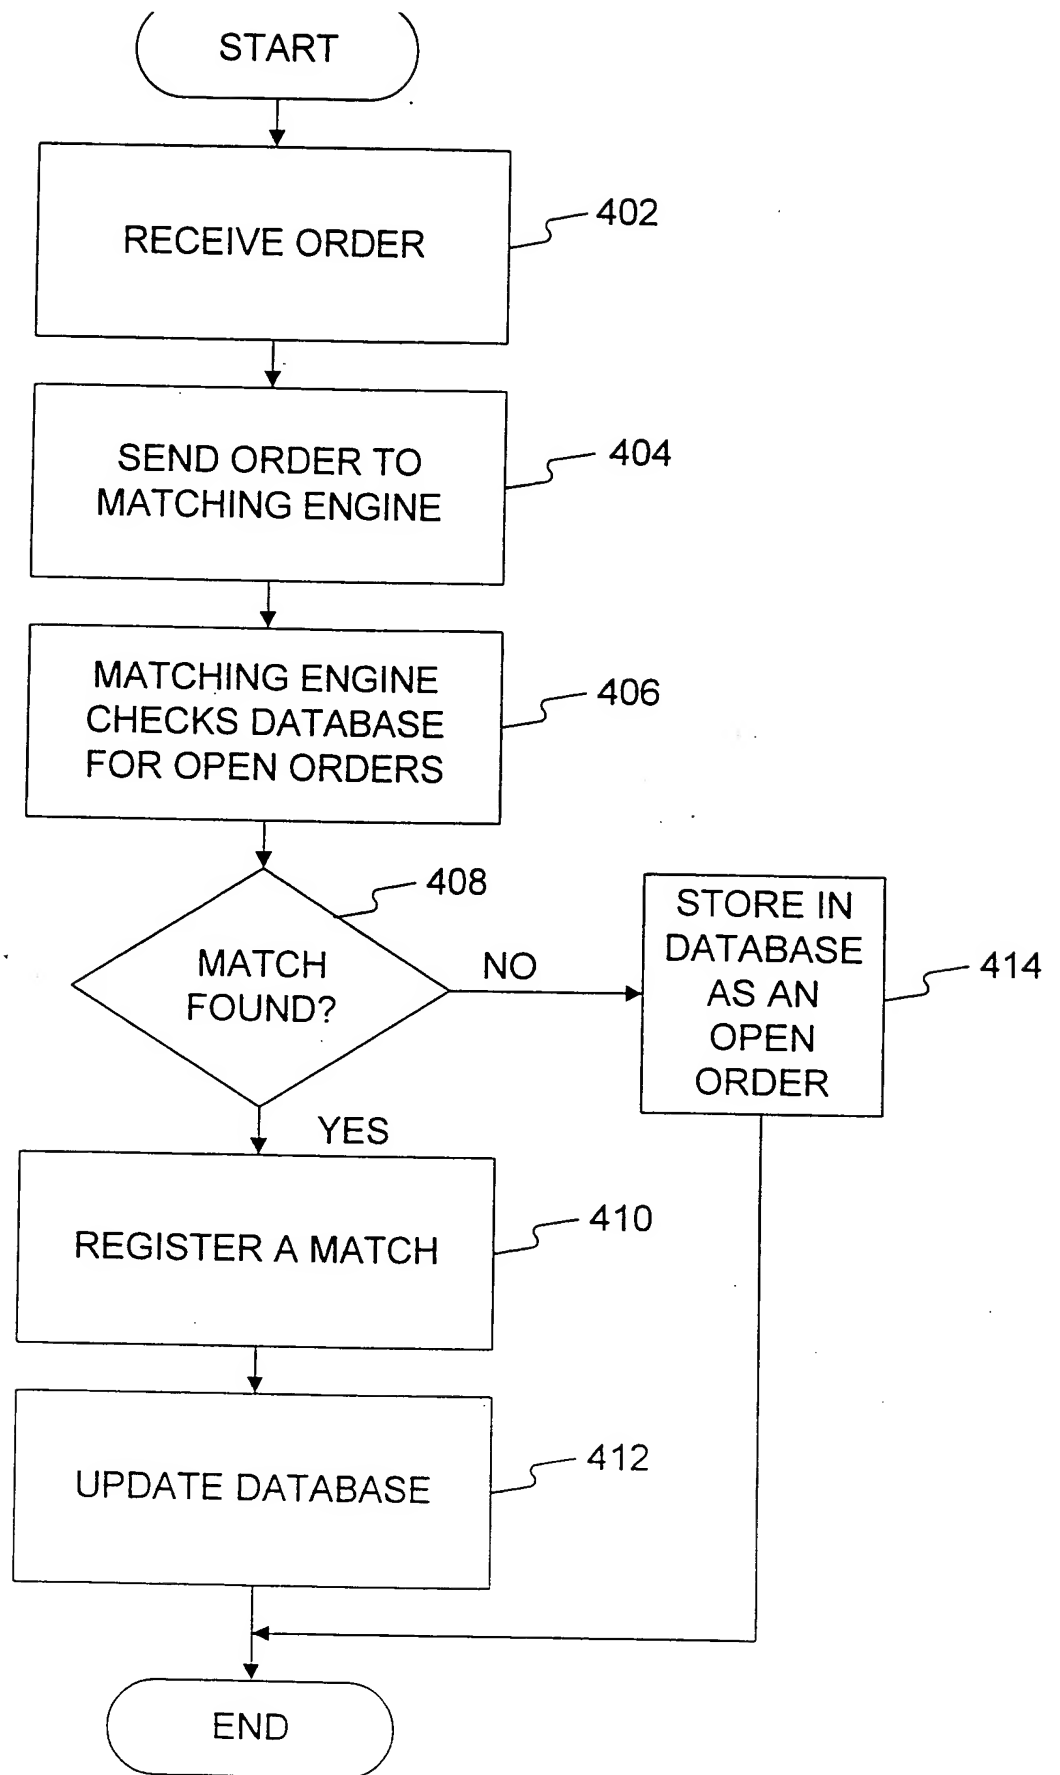 START
RECEIVE ORDER
402
SEND ORDER TO
MATCHING ENGINE
404
MATCHING ENGINE
CHECKS DATABASE
FOR OPEN ORDERS
406
408
MATCH
FOUND?
NO
STORE IN
DATABASE
AS AN
OPEN
ORDER
414
YES
REGISTER A MATCH
410
UPDATE DATABASE
412
END